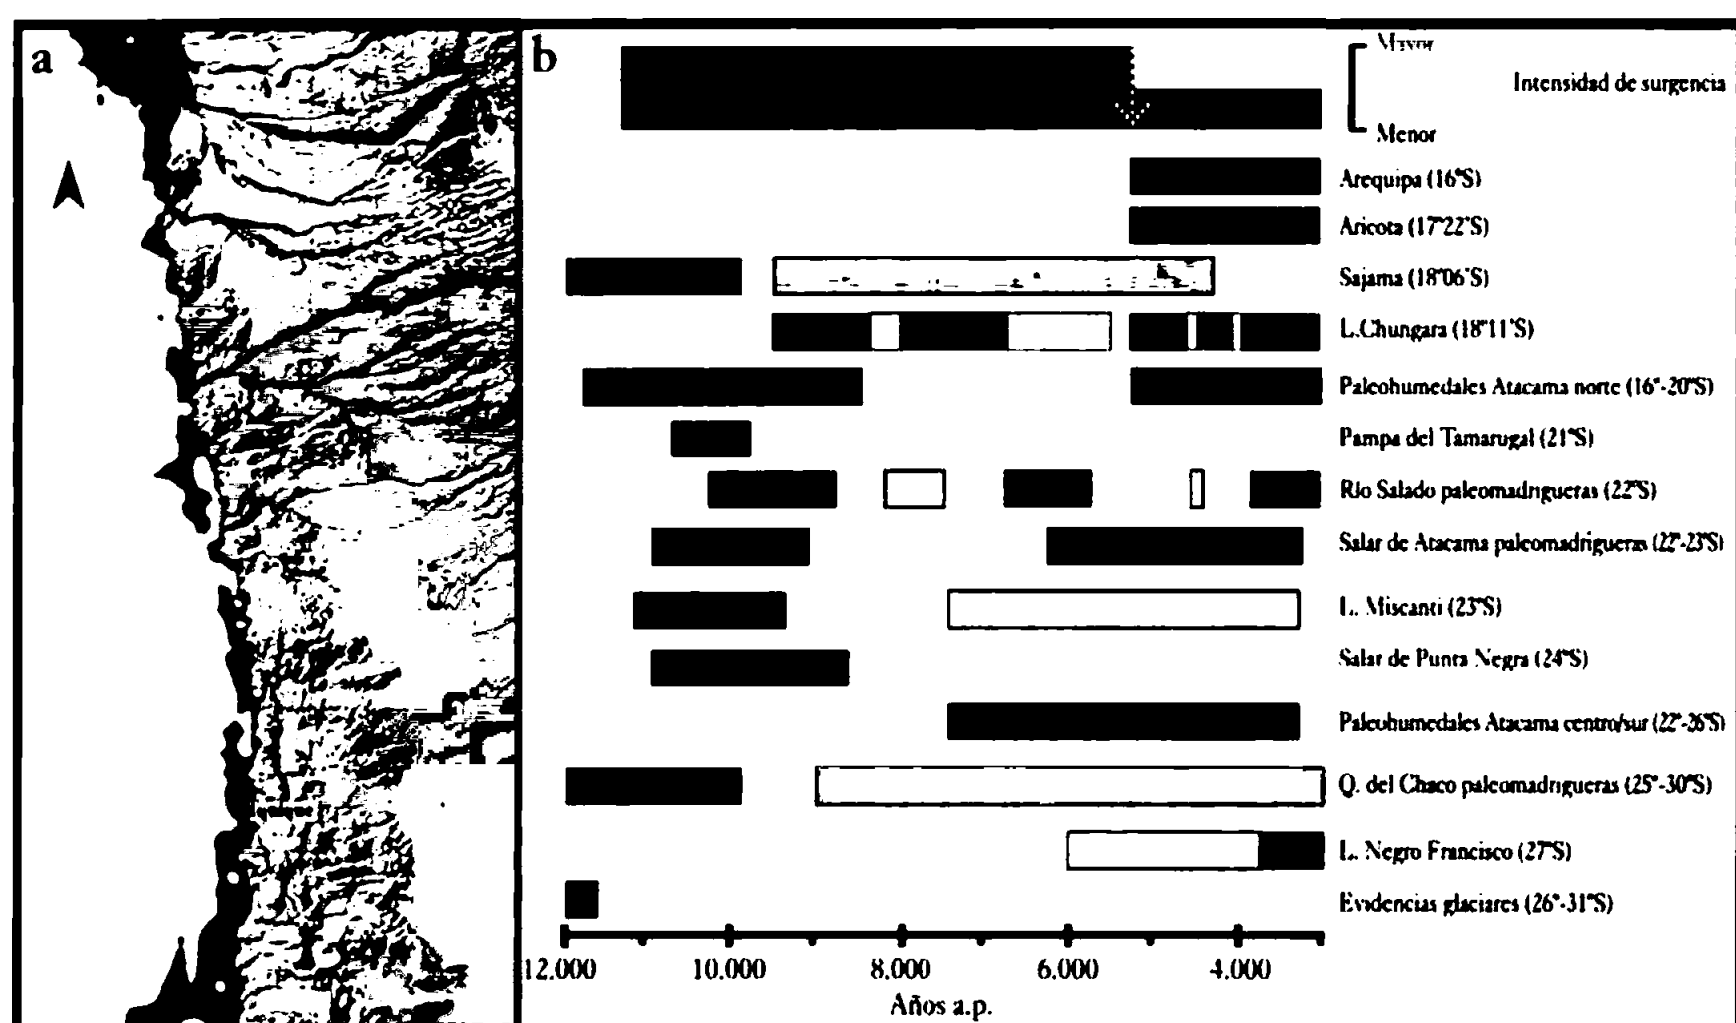 a
b
Mayor
Intensidad de surgencia
Menor
Arequipa (16°S)
Aricota (17°22'S)
Sajama (18°06'S)
L.Chungara (18°11'S)
Paleohumedales Atacama norte (16°-20°S)
Pampa del Tamarugal (21°S)
Río Salado paleomadrigueras (22°S)
Salar de Atacama paleomadrigueras (22°-23°S)
L. Miscanti (23°S)
Salar de Punta Negra (24°S)
Paleohumedales Atacama centro/sur (22°-26°S)
Q. del Chaco paleomadrigueras (25°-30°S)
L. Negro Francisco (27°S)
Evidencias glaciares (26°-31°S)
12.000 10.000 8.000 6.000 4.000
Años a.p.